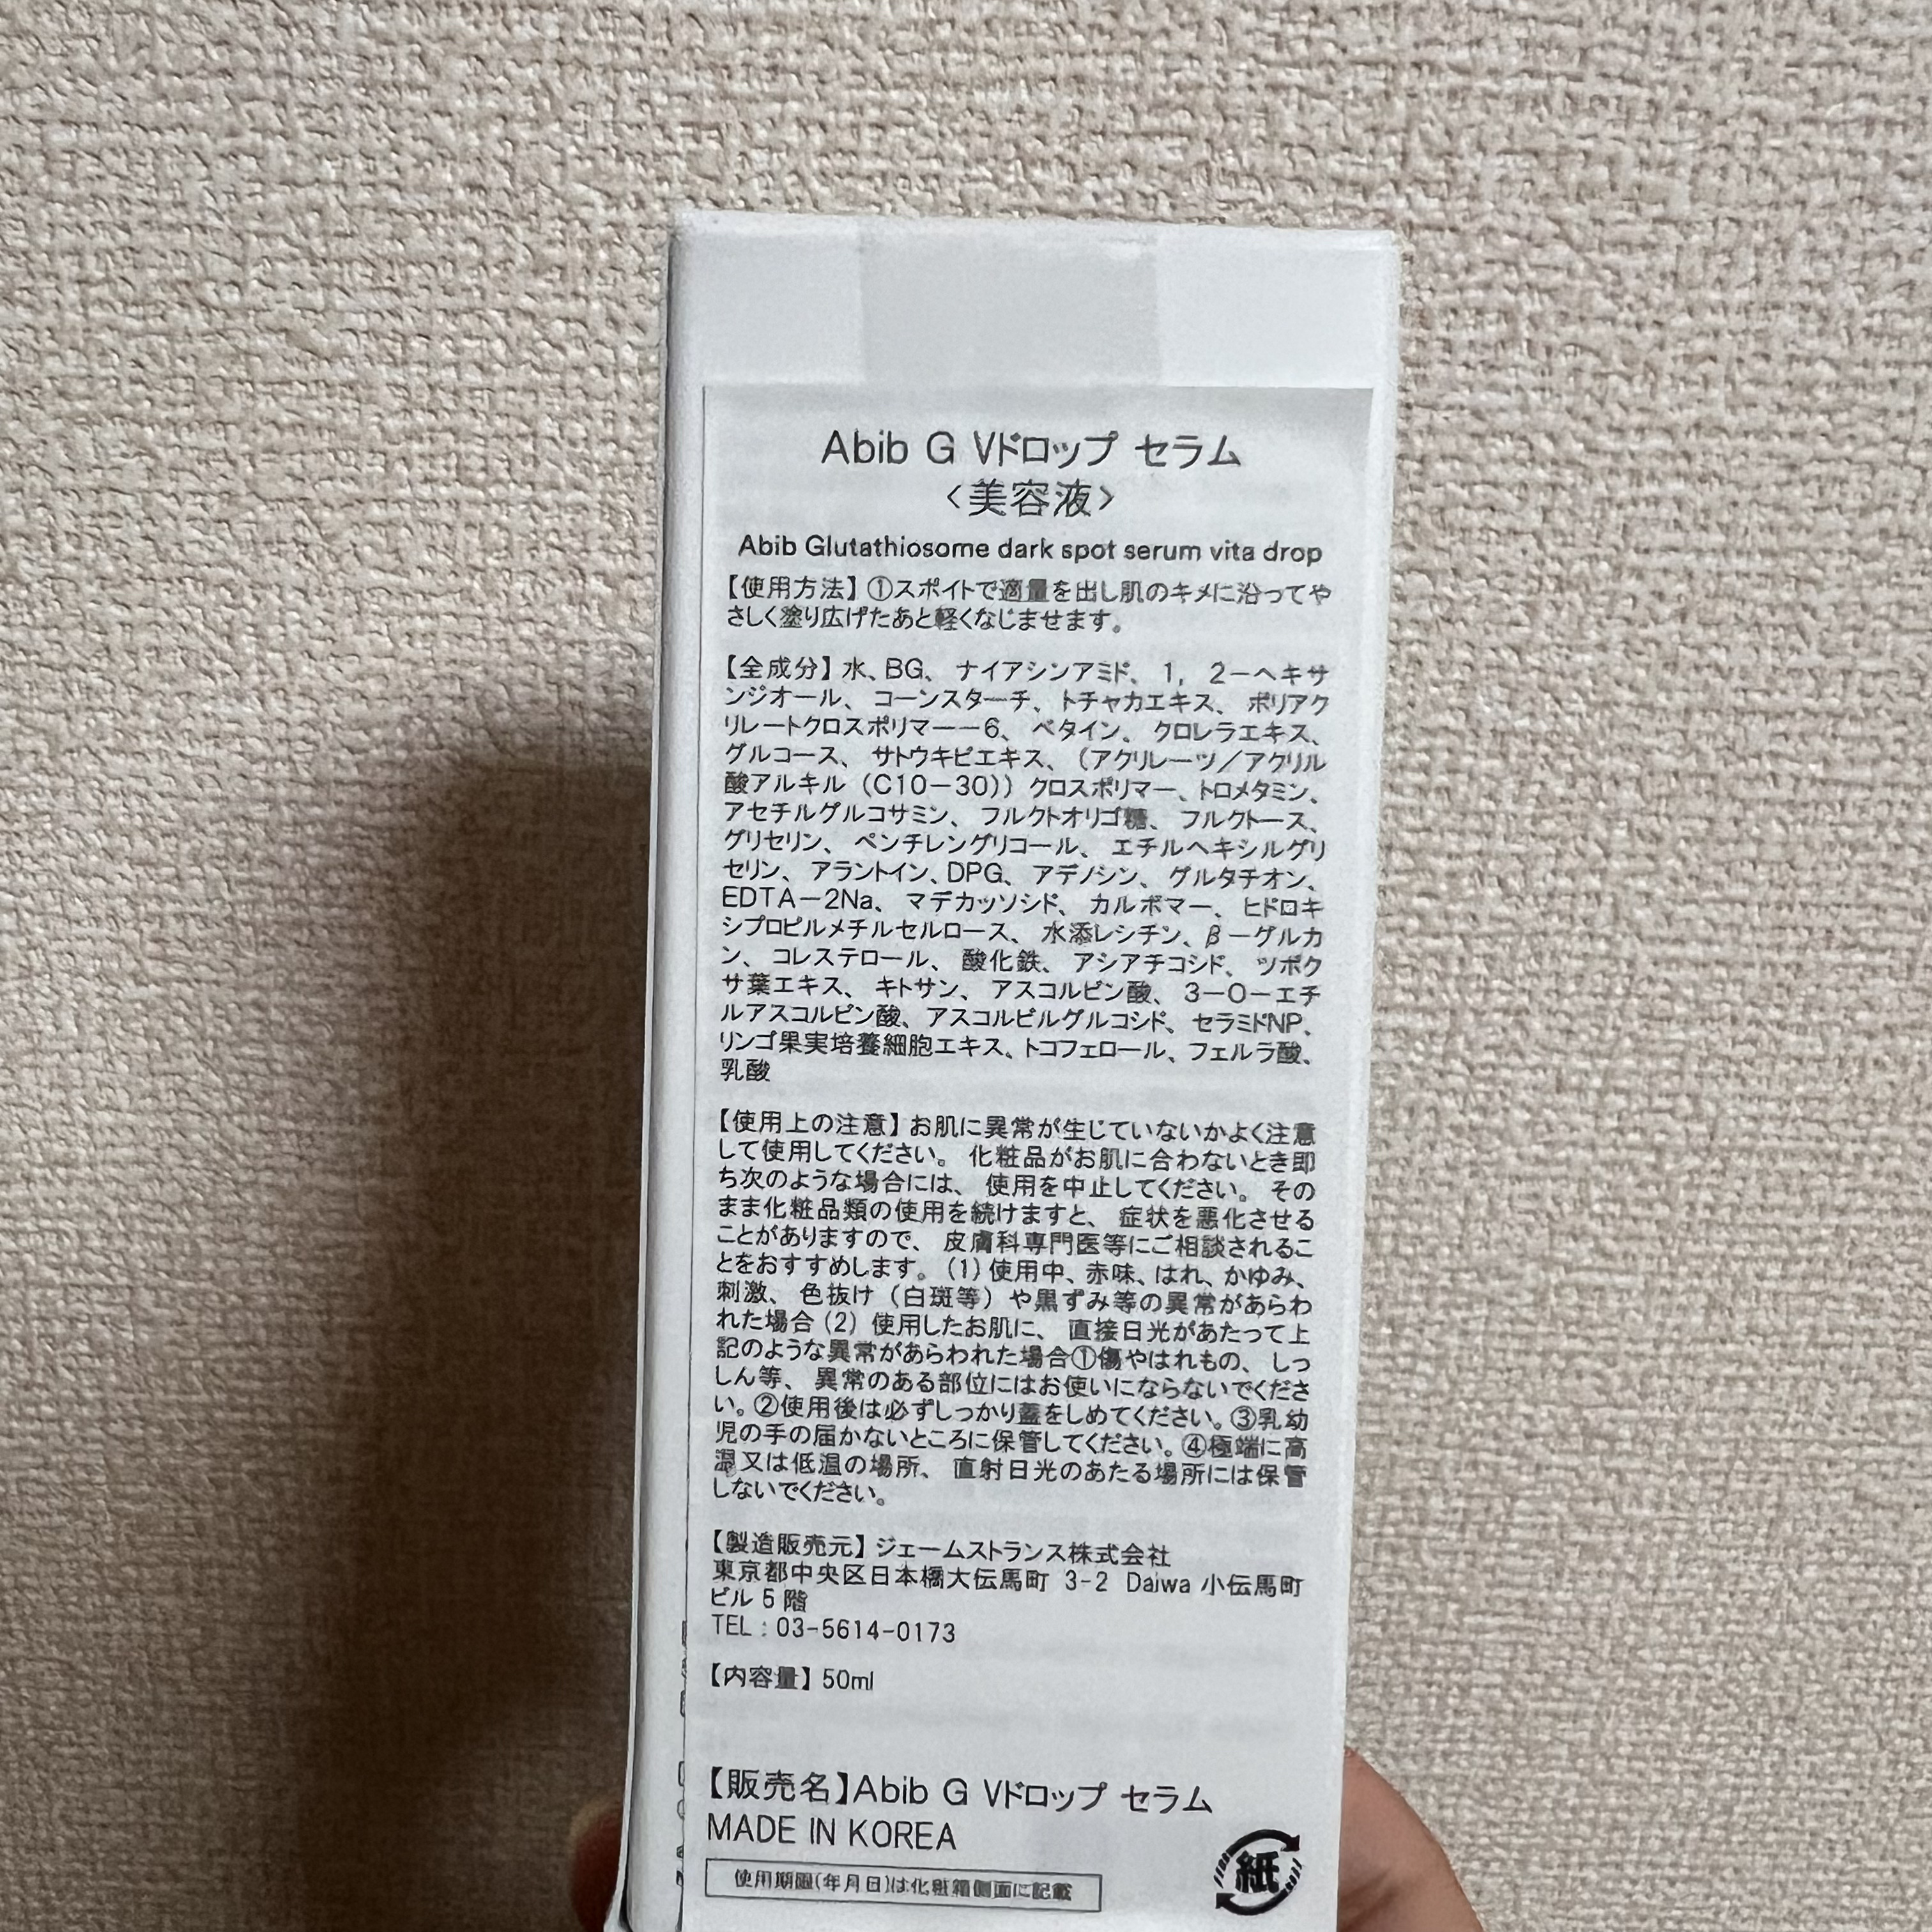 Abib G Vドロップ セラム
〈美容液〉
Abib Glutathiosome dark spot serum vita drop
【使用方法】①スポイトで適量を出し肌のキメに沿ってや
さしく塗り広げたあと軽くなじませます。
【全成分】水、BG、 ナイアシンアミド、 1, 2－ヘキサ
ンジオール、 コーンスターチ、 トチャカエキス、 ポリアク
リレートクロスポリマー－6、 ベタイン、 クロレラエキス、
グルコース、 サトウキビエキス、 （アクリレーツ／アクリル
酸アルキル（C10－30））クロスポリマー、トロメタミン、
アセチルグルコサミン、 フルクトオリゴ糖、 フルクトース、
グリセリン、 ペンチレングリコール、 エチルヘキシルグリ
セリン、 アラントイン、DPG、 アデノシン、 グルタチオン、
EDTA－2Na、 マデカッソシド、 カルボマー、 ヒドロキ
シプロピルメチルセルロース、 水添レシチン、β－グルカ
ン、 コレステロール、 酸化鉄、 アシアチコシド、 ツボク
サ葉エキス、 キトサン、 アスコルビン酸、 3－O－エチ
ルアスコルビン酸、アスコルビルグルコシド、 セラミドNP、
リンゴ果実培養細胞エキス、トコフェロール、フェルラ酸、
乳酸
【使用上の注意】お肌に異常が生じていないかよく注意
して使用してください。 化粧品がお肌に合わないとき即
ち次のような場合には、 使用を中止してください。 その
まま化粧品類の使用を続けますと、 症状を悪化させる
ことがありますので、 皮膚科専門医等にご相談されるこ
とをおすすめします。(1)使用中、赤味、はれ、かゆみ、
刺激、 色抜け（白斑等）や黒ずみ等の異常があらわ
れた場合(2) 使用したお肌に、 直接日光があたって上
記のような異常があらわれた場合①傷やはれもの、 しっ
しん等、 異常のある部位にはお使いにならないでくださ
い。②使用後は必ずしっかり蓋をしめてください。③乳幼
児の手の届かないところに保管してください。④極端に高
温又は低温の場所、 直射日光のあたる場所には保管
しないでください。
【製造販売元】ジェームストランス株式会社
東京都中央区日本橋大伝馬町 3-2 Daiwa 小伝馬町
ビル 5 階
TEL : 03-5614-0173
【内容量】50ml
【販売名】Abib G Vドロップ セラム
MADE IN KOREA
使用期限(年月日)は化粧箱側面に記載
紙